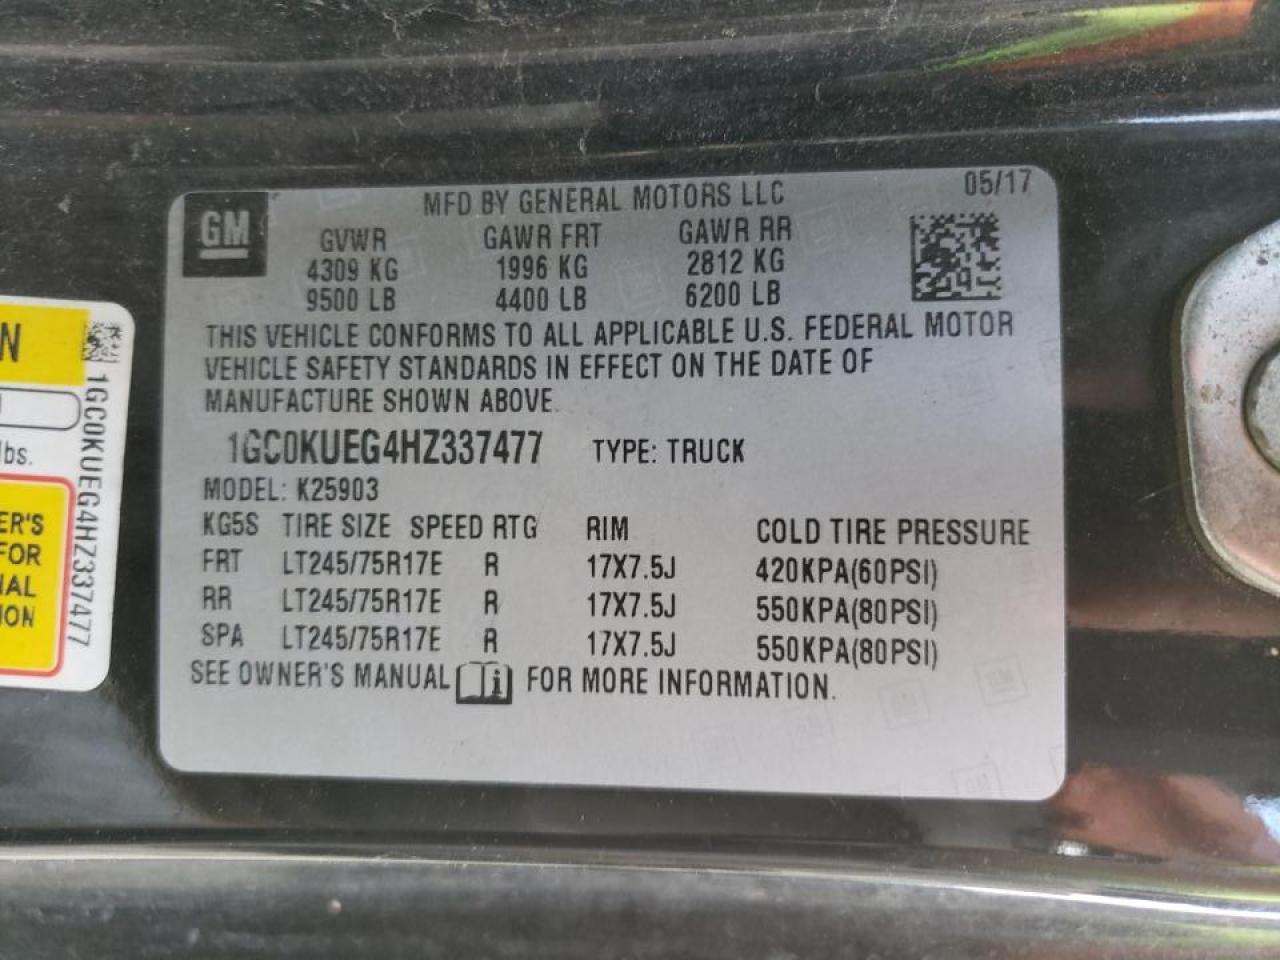 MFD BY GENERAL MOTORS LLC 05/17
GM
GVWR GAWR FRT GAWR RR
4309 KG 1996 KG 2812 KG
9500 LB 4400 LB 6200 LB
THIS VEHICLE CONFORMS TO ALL APPLICABLE U.S. FEDERAL MOTOR
VEHICLE SAFETY STANDARDS IN EFFECT ON THE DATE OF
MANUFACTURE SHOWN ABOVE.
1GC0KUEG4HZ337477 TYPE: TRUCK
MODEL: K25903
KG5S TIRE SIZE SPEED RTG RIM COLD TIRE PRESSURE
FRT LT245/75R17E R 17X7.5J 420KPA(60PSI)
RR LT245/75R17E R 17X7.5J 550KPA(80PSI)
SPA LT245/75R17E R 17X7.5J 550KPA(80PSI)
SEE OWNER'S MANUAL i FOR MORE INFORMATION.
N
lbs.
ER'S
FOR
IAL
ION
1GC0KUEG4HZ337477